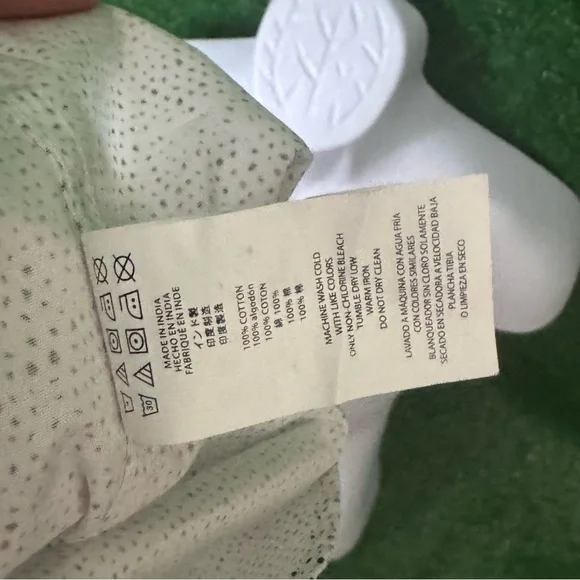 30
MADE IN INDIA
HECHO EN INDIA
FABRIQUÉ EN INDE
インド製
印度制造
印度製造
100% COTTON
100% algodón
100% COTON
綿 100%
100% 棉
100% 棉
MACHINE WASH COLD
WITH LIKE COLORS
ONLY NON-CHLORINE BLEACH
TUMBLE DRY LOW
WARM IRON
DO NOT DRY CLEAN
LAVADO A MAQUINA CON AGUA FRÍA
CON COLORES SIMILARES
BLANQUEADOR SIN CLORO SOLAMENTE
SECADO EN SECADORA A VELOCIDAD BAJA
PLANCHA TIBIA
O LIMPIEZA EN SECO